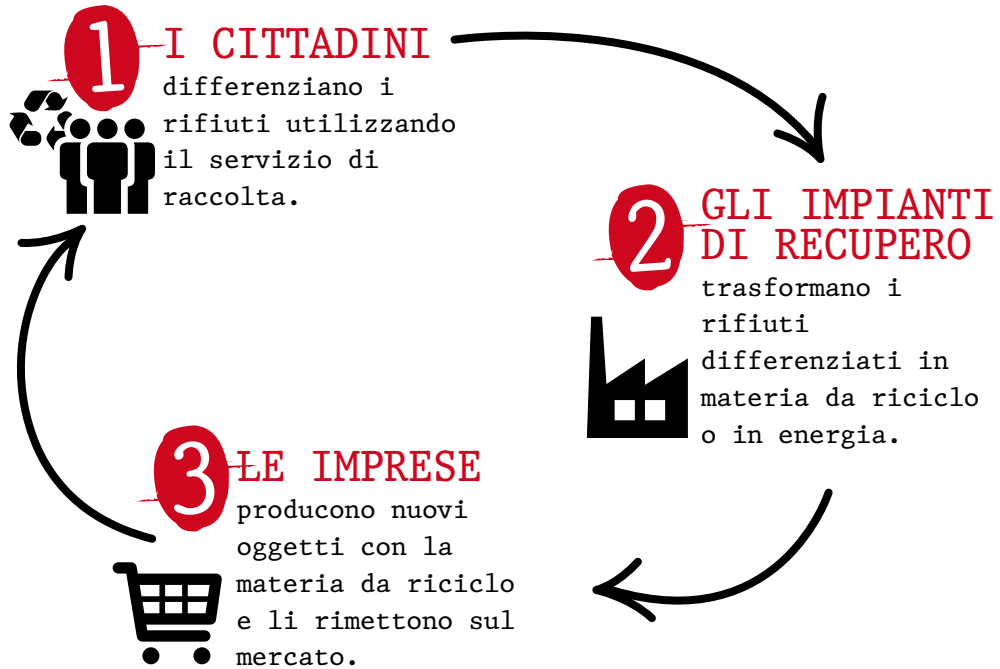 1
I CITTADINI
differenziano i
rifiuti utilizzando
il servizio di
raccolta.
2
GLI IMPIANTI
DI RECUPERO
trasformano i
rifiuti
differenziati in
materia da riciclo
o in energia.
3
LE IMPRESE
producono nuovi
oggetti con la
materia da riciclo
e li rimettono sul
mercato.